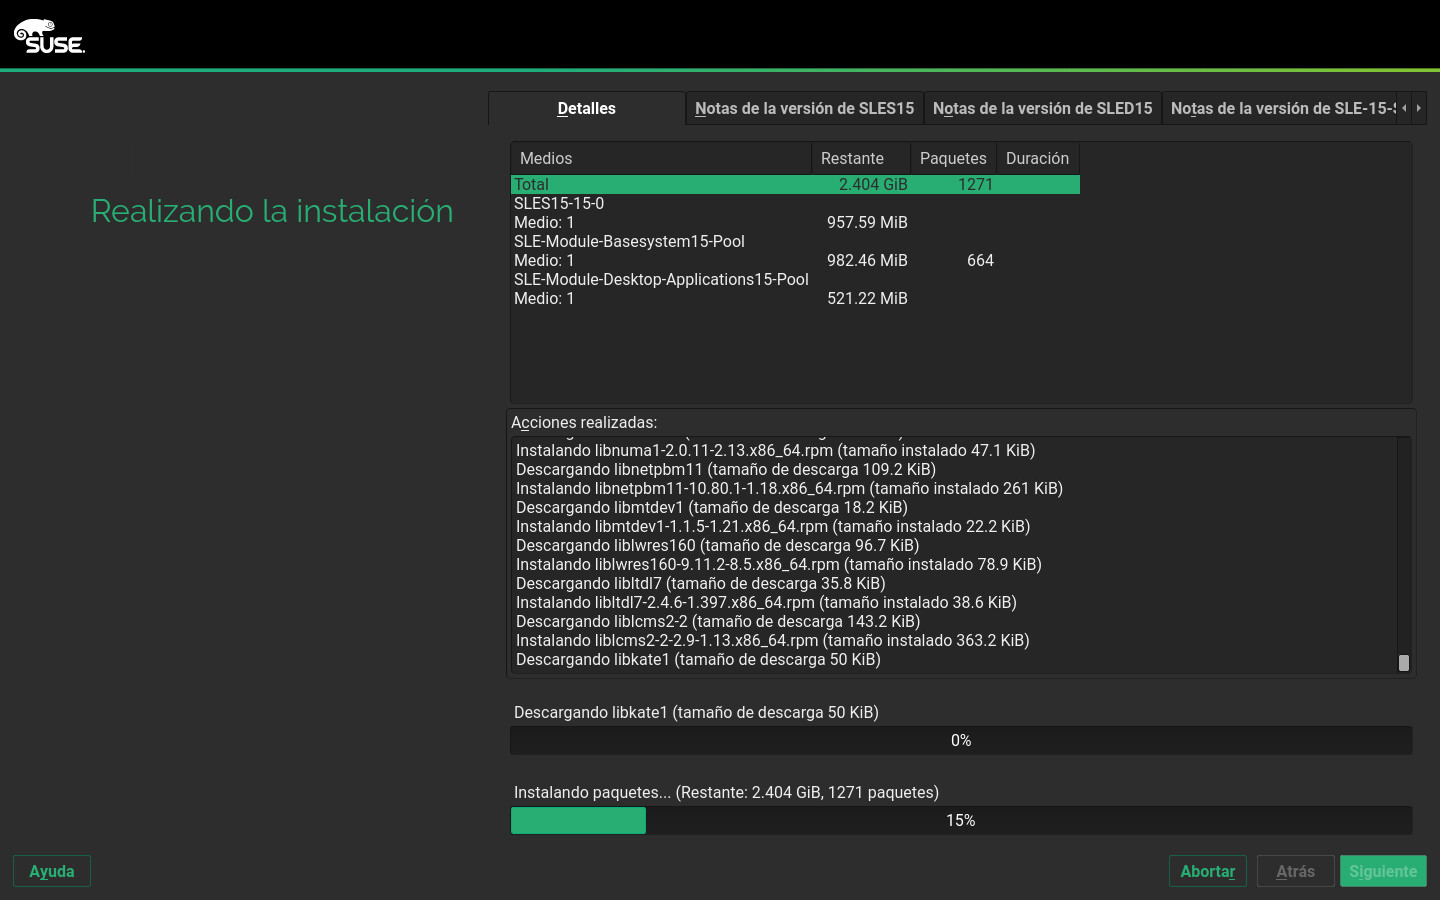 SUSE.
Detalles
Notas de la versión de SLES15
Notas de la versión de SLED15
Notas de la versión de SLE-15-
Realizando la instalación
Medios Restante Paquetes Duración
Total 2.404 GiB 1271
SLES15-15-0
Medio: 1 957.59 MiB
SLE-Module-Basesystem15-Pool
Medio: 1 982.46 MiB 664
SLE-Module-Desktop-Applications15-Pool
Medio: 1 521.22 MiB
Acciones realizadas:
Instalando libnuma1-2.0.11-2.13.x86_64.rpm (tamaño instalado 47.1 KiB)
Descargando libnetpbm11 (tamaño de descarga 109.2 KiB)
Instalando libnetpbm11-10.80.1-1.18.x86_64.rpm (tamaño instalado 261 KiB)
Descargando libmtdev1 (tamaño de descarga 18.2 KiB)
Instalando libmtdev1-1.1.5-1.21.x86_64.rpm (tamaño instalado 22.2 KiB)
Descargando liblwres160 (tamaño de descarga 96.7 KiB)
Instalando liblwres160-9.11.2-8.5.x86_64.rpm (tamaño instalado 78.9 KiB)
Descargando libltdl7 (tamaño de descarga 35.8 KiB)
Instalando libltdl7-2.4.6-1.397.x86_64.rpm (tamaño instalado 38.6 KiB)
Descargando liblcms2-2 (tamaño de descarga 143.2 KiB)
Instalando liblcms2-2-2.9-1.13.x86_64.rpm (tamaño instalado 363.2 KiB)
Descargando libkate1 (tamaño de descarga 50 KiB)
Descargando libkate1 (tamaño de descarga 50 KiB)
0%
Instalando paquetes... (Restante: 2.404 GiB, 1271 paquetes)
15%
Ayuda
Abortar
Atrás
Siguiente